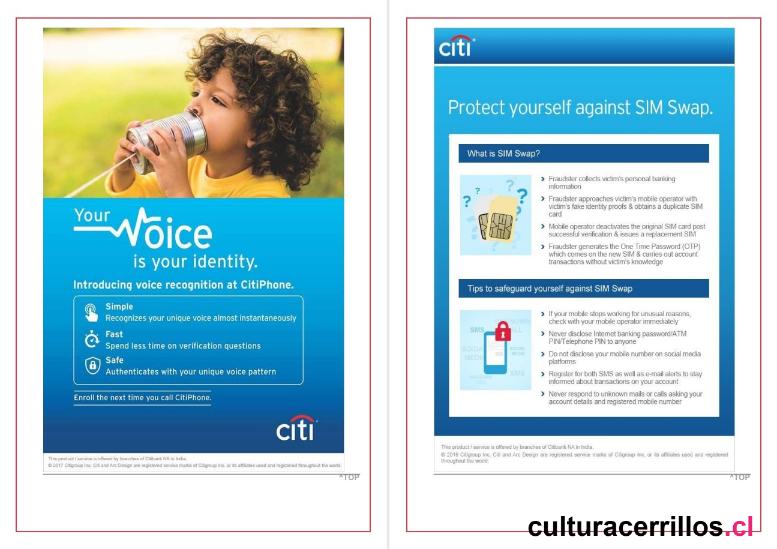 Your
Voice
is your identity.
Introducing voice recognition at CitiPhone.
Simple
Recognizes your unique voice almost instantaneously
Fast
Spend less time on verification questions
Safe
Authenticates with your unique voice pattern
Enroll the next time you call CitiPhone.
citi
This product / service is offered by branches of Citibank NA in India.
© 2017 Citigroup Inc. Citi and Arc Design are registered service marks of Citigroup Inc. or its affiliates used and registered throughout the world.
^TOP
citi
Protect yourself against SIM Swap.
What is SIM Swap?
Fraudster collects victim's personal banking
information
Fraudster approaches victim's mobile operator with
victim's fake identity proofs & obtains a duplicate SIM
card
Mobile operator deactivates the original SIM card post
successful verification & issues a replacement SIM
Fraudster generates the One Time Password (OTP)
which comes on the new SIM & carries out account
transactions without victim's knowledge
Tips to safeguard yourself against SIM Swap
SMS
If your mobile stops working for unusual reasons,
check with your mobile operator immediately
Never disclose Internet banking password/ATM
PIN/Telephone PIN to anyone
Do not disclose your mobile number on social media
platforms
Register for both SMS as well as e-mail alerts to stay
informed about transactions on your account
Never respond to unknown mails or calls asking your
account details and registered mobile number
This product / service is offered by branches of Citibank NA in India.
© 2016 Citigroup Inc. Citi and Arc Design are registered service marks of Citigroup Inc. or its affiliates used and registered
throughout the world.
^TOP
culturacerrillos.cl